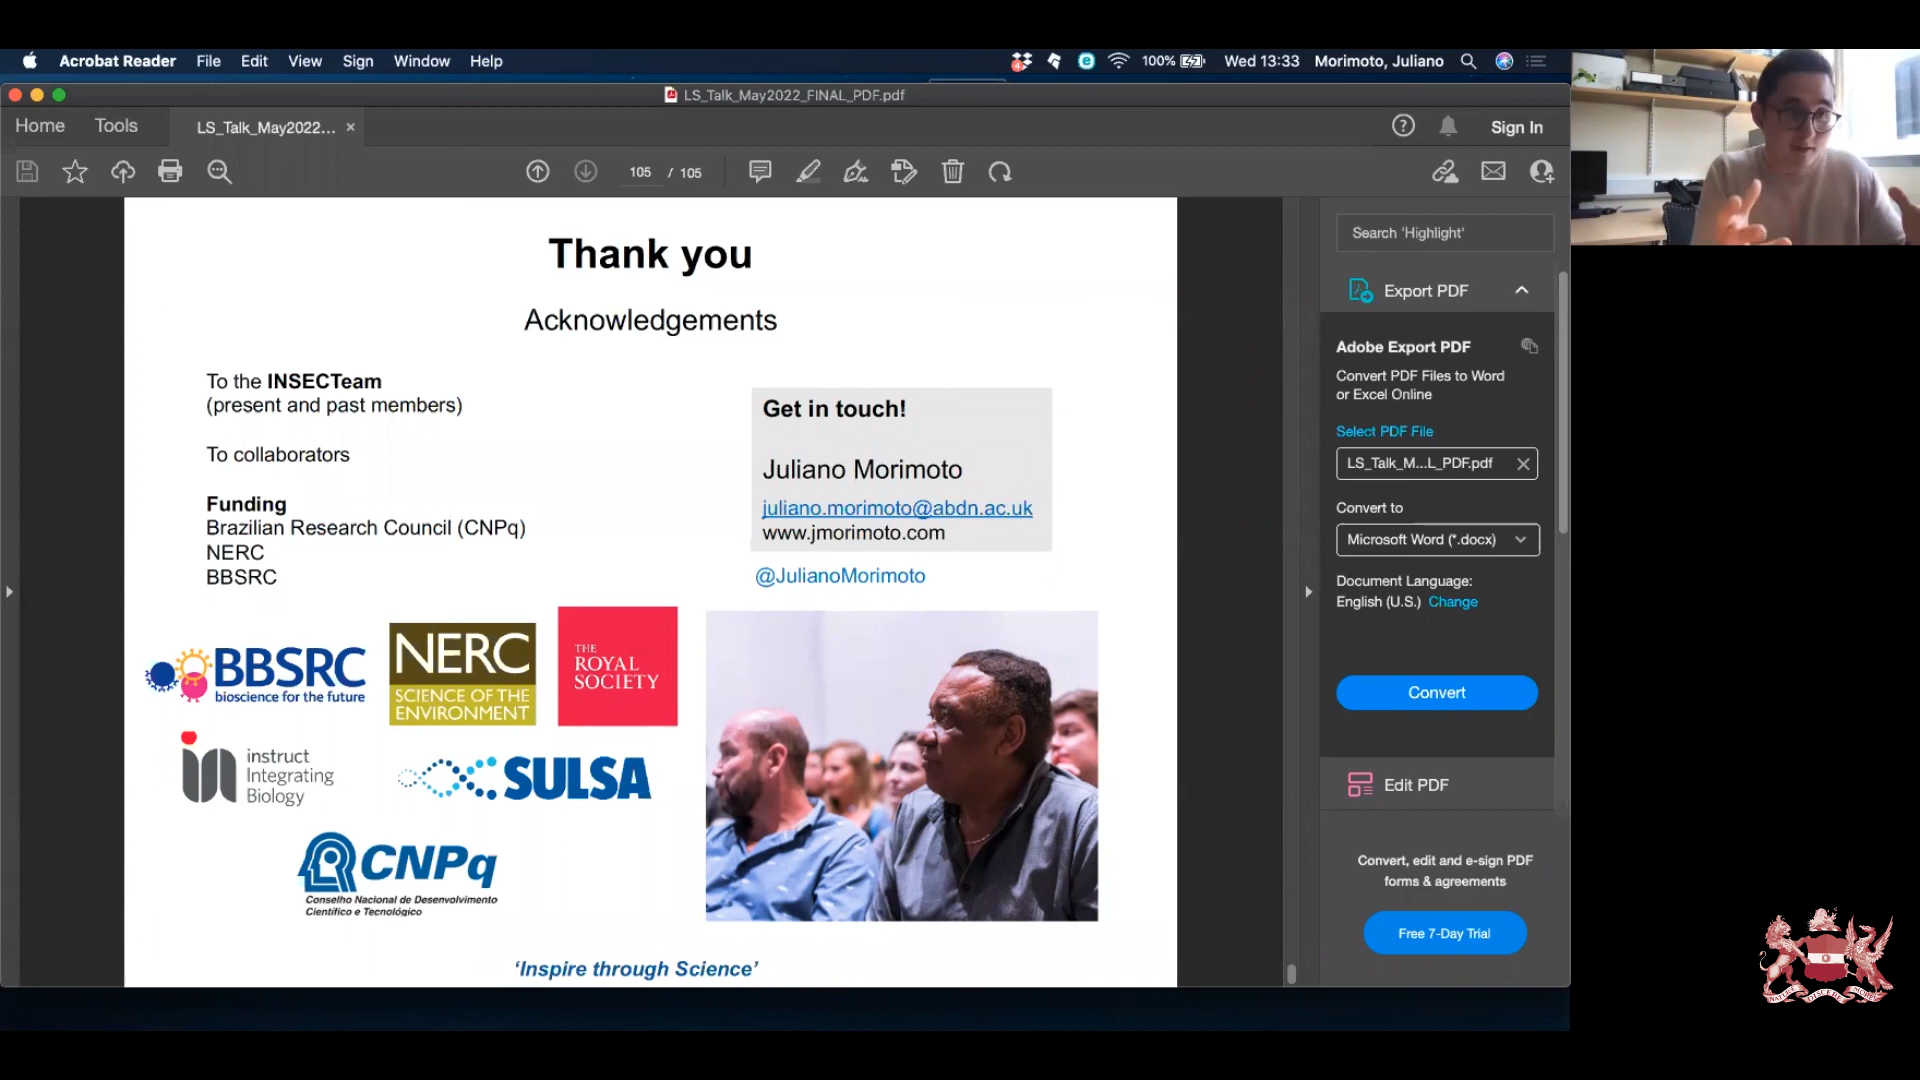 Acrobat Reader File Edit View Sign Window Help
4 100% Wed 13:33 Morimoto, Juliano
LS_Talk_May2022_FINAL_PDF.pdf
Home Tools LS_Talk_May2022... ×
? Sign In
105 / 105
Thank you
Acknowledgements
To the INSECTeam
(present and past members)
To collaborators
Funding
Brazilian Research Council (CNPq)
NERC
BBSRC
Get in touch!
Juliano Morimoto
juliano.morimoto@abdn.ac.uk
www.jmorimoto.com
@JulianoMorimoto
BBSRC
bioscience for the future
NERC
SCIENCE OF THE
ENVIRONMENT
THE
ROYAL
SOCIETY
instruct
Integrating
Biology
SULSA
CNPq
Conselho Nacional de Desenvolvimento
Científico e Tecnológico
‘Inspire through Science’
Search 'Highlight'
Export PDF
Adobe Export PDF
Convert PDF Files to Word
or Excel Online
Select PDF File
LS_Talk_M...L_PDF.pdf
Convert to
Microsoft Word (*.docx)
Document Language:
English (U.S.) Change
Convert
Edit PDF
Convert, edit and e-sign PDF
forms & agreements
Free 7-Day Trial
NATURAE DISCERE MORES